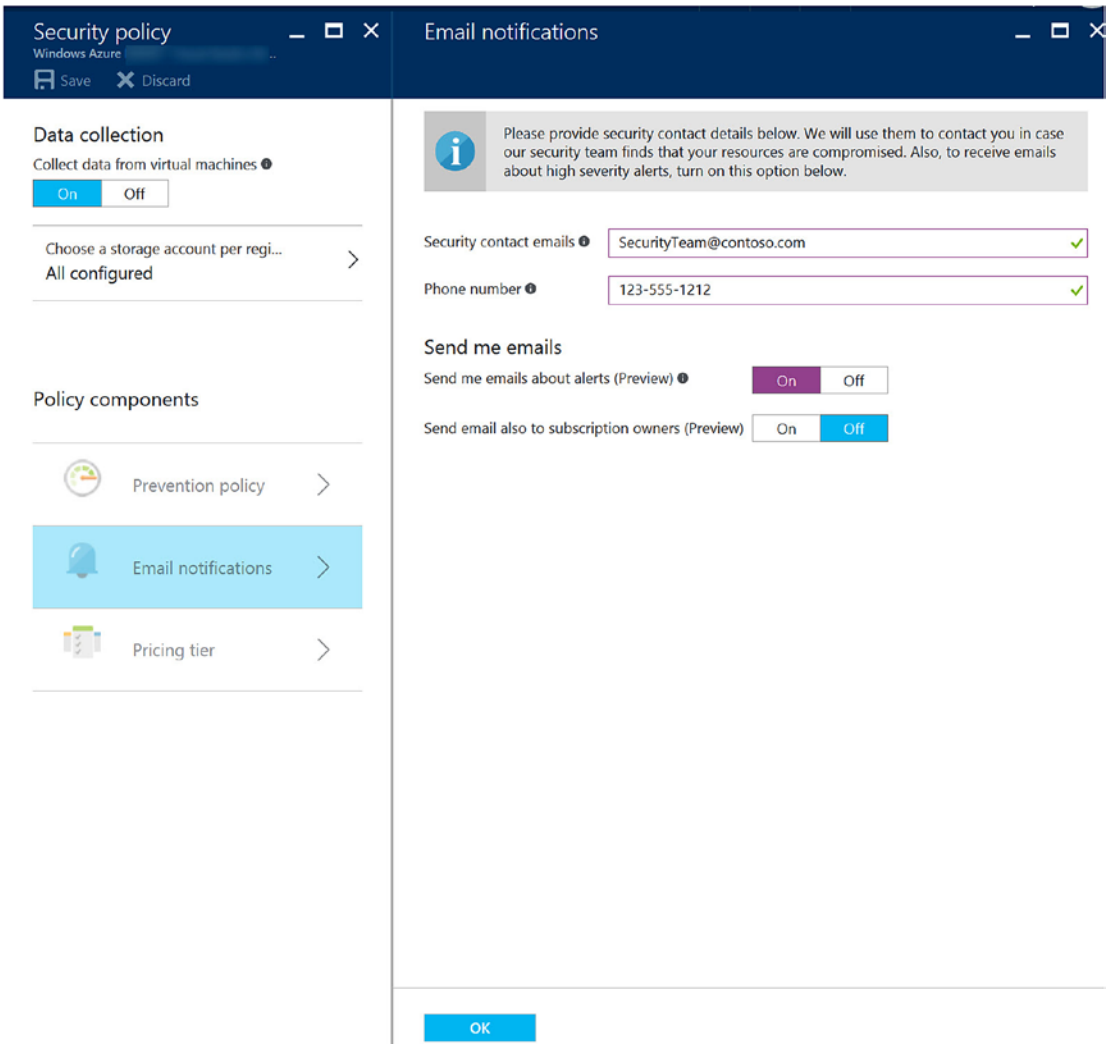 Security policy
Windows Azure
Save Discard
Data collection
Collect data from virtual machines
On Off
Choose a storage account per regi...
All configured
Policy components
Prevention policy
Email notifications
Pricing tier
Email notifications
Please provide security contact details below. We will use them to contact you in case
our security team finds that your resources are compromised. Also, to receive emails
about high severity alerts, turn on this option below.
Security contact emails SecurityTeam@contoso.com
Phone number 123-555-1212
Send me emails
Send me emails about alerts (Preview) On Off
Send email also to subscription owners (Preview) On Off
OK